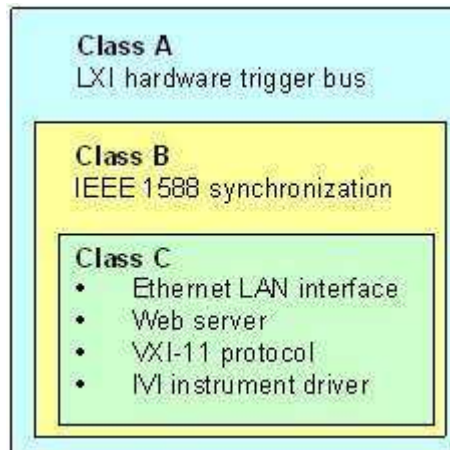 Class A
LXI hardware trigger bus
Class B
IEEE 1588 synchronization
Class C
• Ethernet LAN interface
• Web server
• VXI-11 protocol
• IVI instrument driver